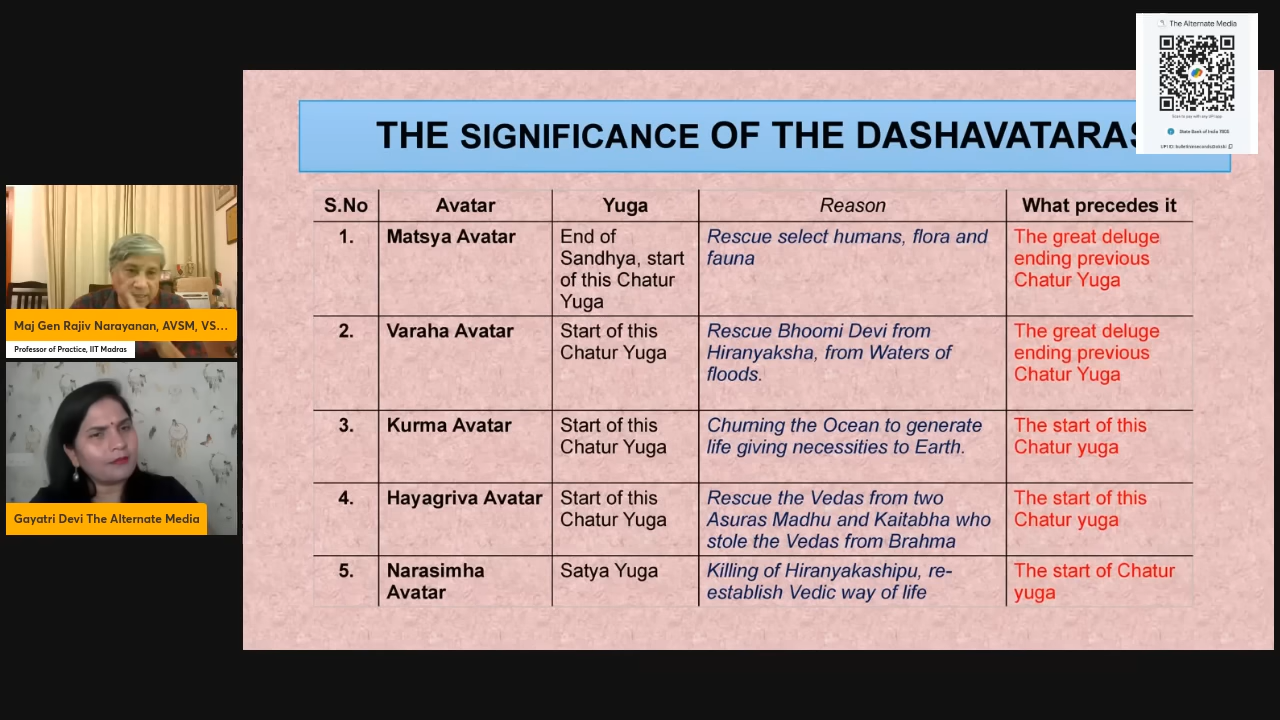 The Alternate Media
Scan to pay with any UPI app
State Bank of India 7855
THE SIGNIFICANCE OF THE DASHAVATARAS
S.No Avatar Yuga Reason What precedes it
1. Matsya Avatar End of Sandhya, start of this Chatur Yuga Rescue select humans, flora and fauna The great deluge ending previous Chatur Yuga
2. Varaha Avatar Start of this Chatur Yuga Rescue Bhoomi Devi from Hiranyaksha, from Waters of floods. The great deluge ending previous Chatur Yuga
3. Kurma Avatar Start of this Chatur Yuga Churning the Ocean to generate life giving necessities to Earth. The start of this Chatur yuga
4. Hayagriva Avatar Start of this Chatur Yuga Rescue the Vedas from two Asuras Madhu and Kaitabha who stole the Vedas from Brahma The start of this Chatur yuga
5. Narasimha Avatar Satya Yuga Killing of Hiranyakashipu, re-establish Vedic way of life The start of Chatur yuga
Maj Gen Rajiv Narayanan, AVSM, VS...
Professor of Practice, IIT Madras
Gayatri Devi The Alternate Media